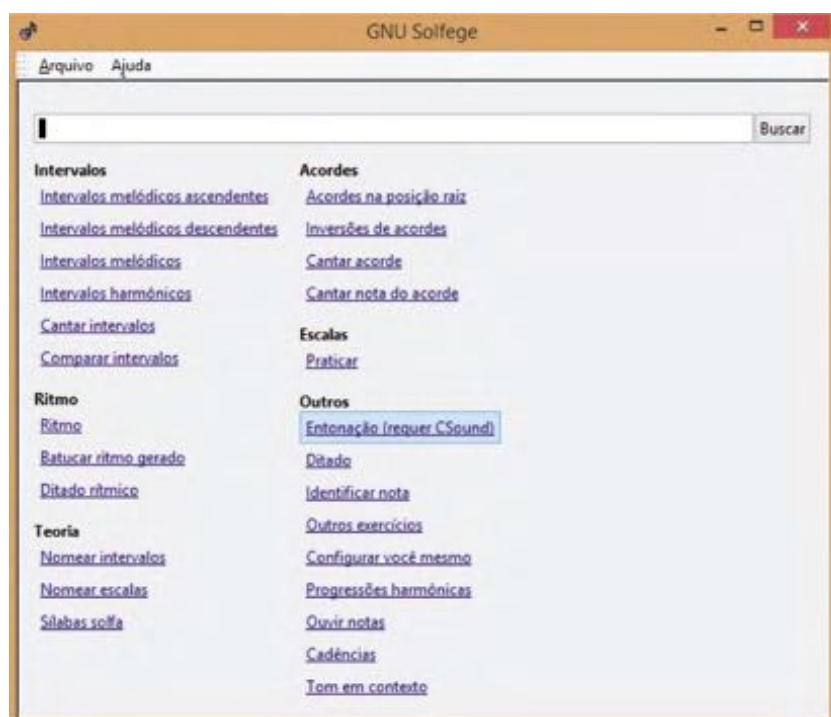 GNU Solfege
Arquivo Ajuda
Buscar
Intervalos
Intervalos melódicos ascendentes
Intervalos melódicos descendentes
Intervalos melódicos
Intervalos harmónicos
Cantar intervalos
Comparar intervalos
Ritmo
Ritmo
Batucar ritmo gerado
Ditado rítmico
Teoria
Nomear intervalos
Nomear escalas
Sílabas solfa
Acordes
Acordes na posição raiz
Inversões de acordes
Cantar acorde
Cantar nota do acorde
Escalas
Praticar
Outros
Entonação (requer CSound)
Ditado
Identificar nota
Outros exercícios
Configurar você mesmo
Progressões harmónicas
Ouvir notas
Cadências
Tom em contexto